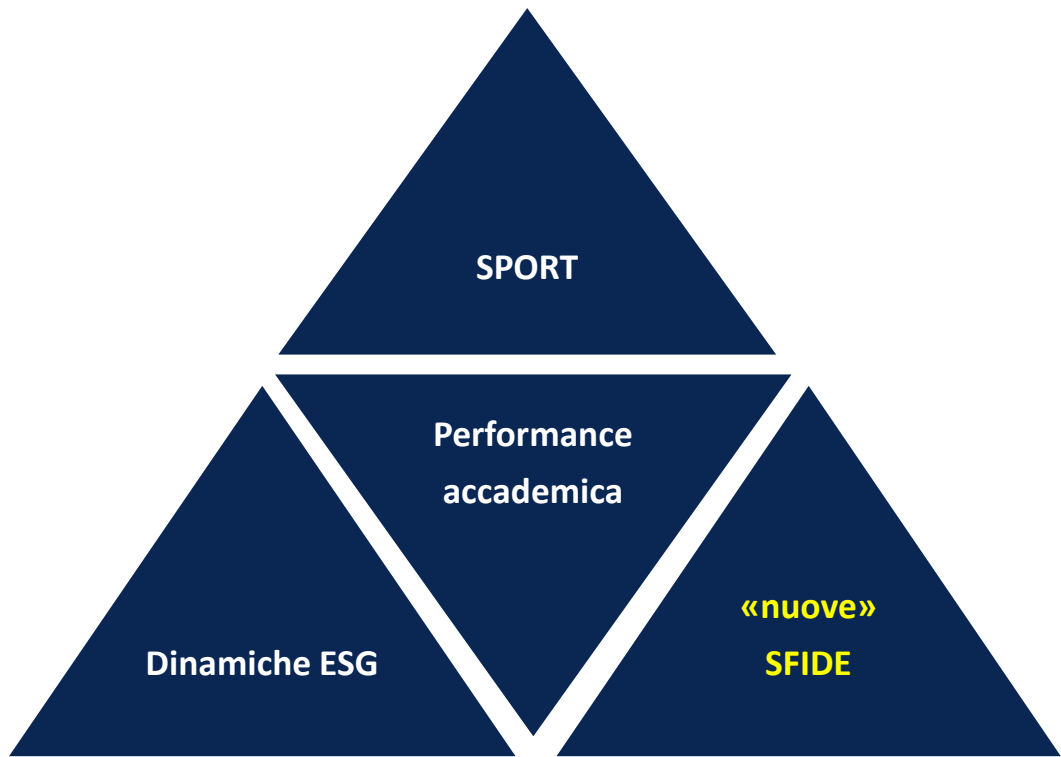 SPORT
Performance
accademica
Dinamiche ESG
«nuove»
SFIDE